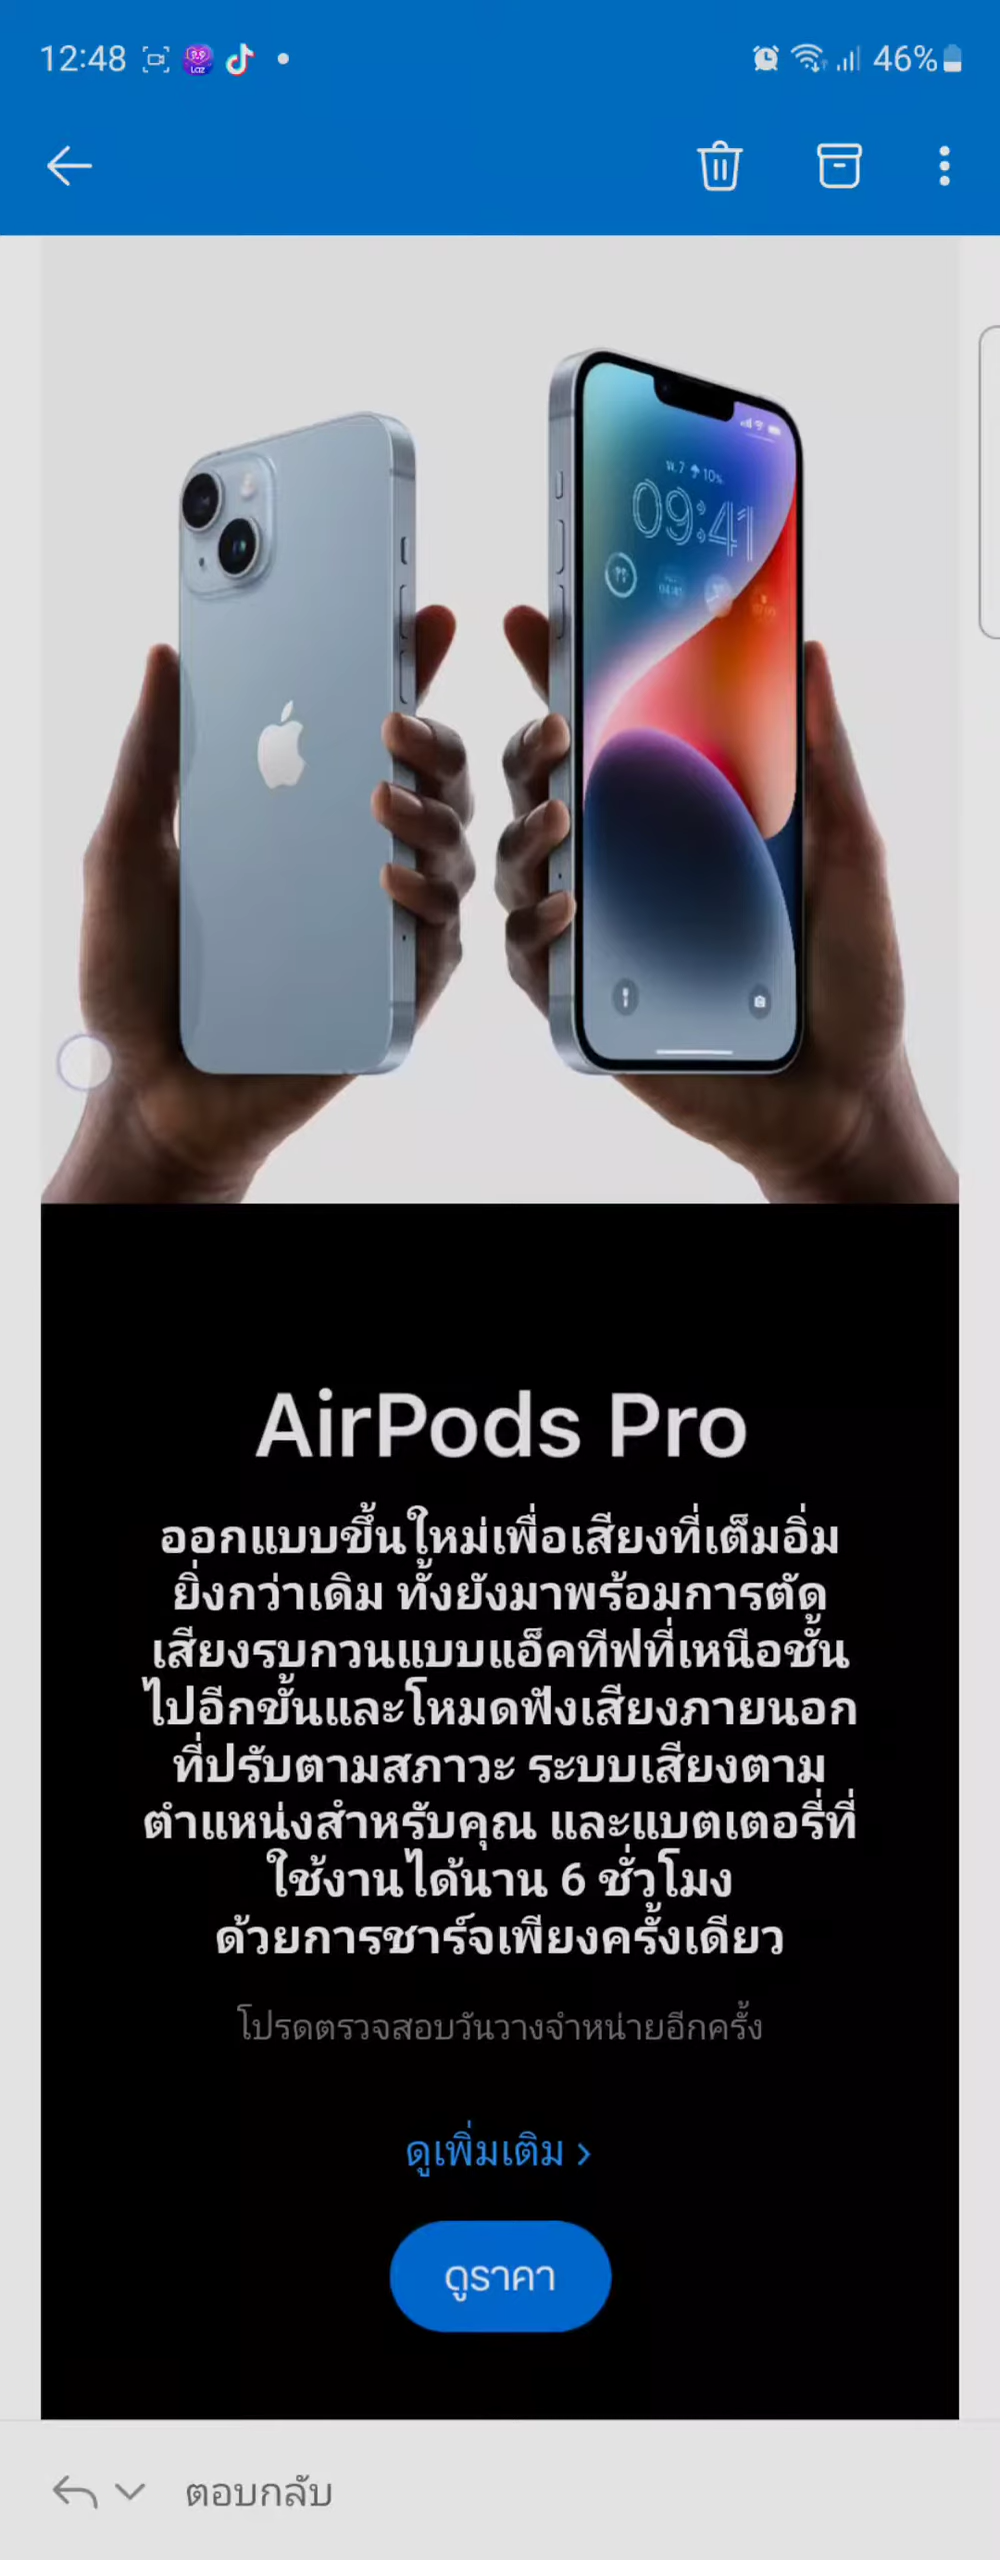 12:48
46%
9.9
LAZ
พ. 7 10%
09:41
AirPods Pro
ออกแบบขึ้นใหม่เพื่อเสียงที่เต็มอิ่ม
ยิ่งกว่าเดิม ทั้งยังมาพร้อมการตัด
เสียงรบกวนแบบแอ็คทีฟที่เหนือชั้น
ไปอีกขั้นและโหมดฟังเสียงภายนอก
ที่ปรับตามสภาวะ ระบบเสียงตาม
ตำแหน่งสำหรับคุณ และแบตเตอรี่ที่
ใช้งานได้นาน 6 ชั่วโมง
ด้วยการชาร์จเพียงครั้งเดียว
โปรดตรวจสอบวันวางจำหน่ายอีกครั้ง
ดูเพิ่มเติม >
ดูราคา
ตอบกลับ